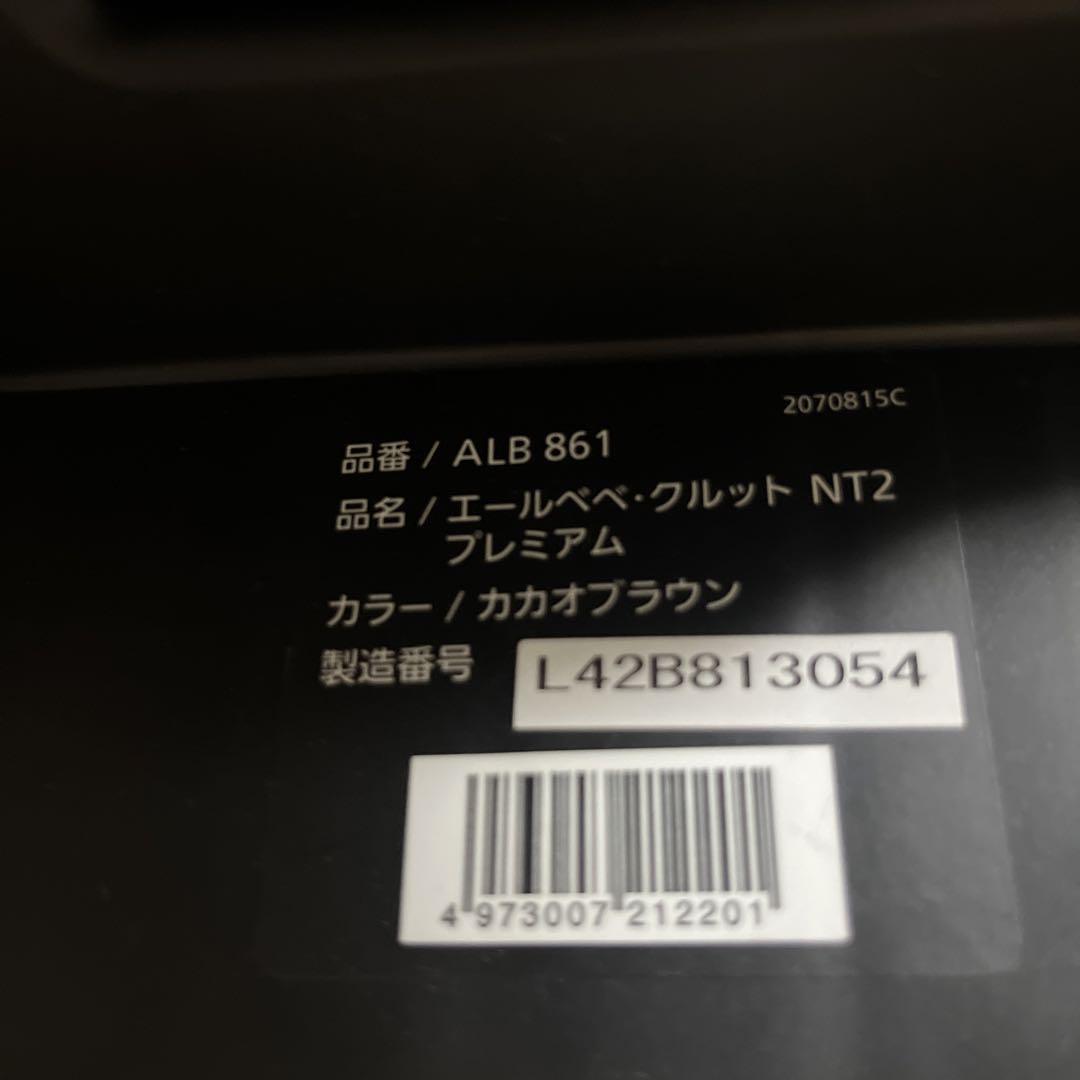 2070815C
品番 / ALB 861
品名 / エールベベ・クルット NT2
プレミアム
カラー / カカオブラウン
製造番号 L42B813054
4 973007 212201